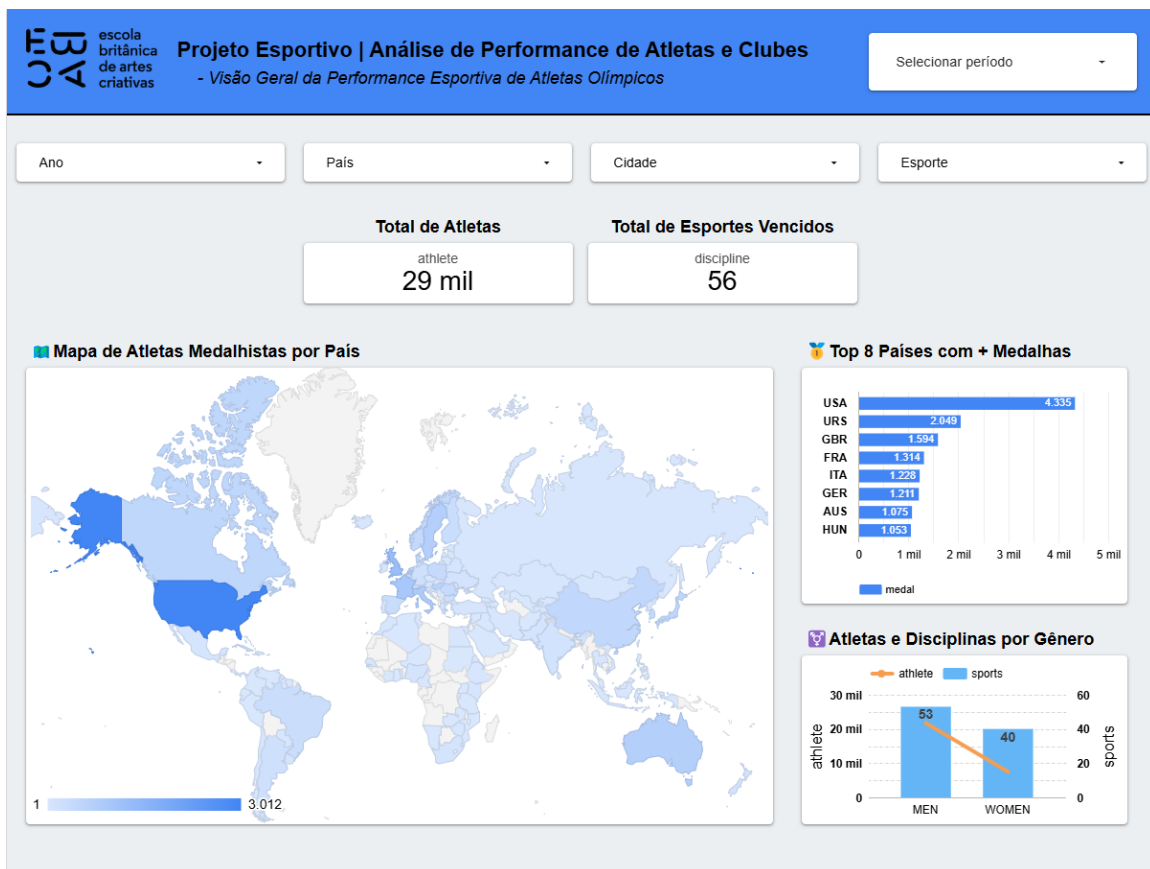 escola
britânica
de artes
criativas
Projeto Esportivo | Análise de Performance de Atletas e Clubes
- Visão Geral da Performance Esportiva de Atletas Olímpicos
Selecionar período
Ano
País
Cidade
Esporte
Total de Atletas
athlete
29 mil
Total de Esportes Vencidos
discipline
56
Mapa de Atletas Medalhistas por País
1
3.012
Top 8 Países com + Medalhas
USA 4.335
URS 2.049
GBR 1.594
FRA 1.314
ITA 1.228
GER 1.211
AUS 1.075
HUN 1.053
0 1 mil 2 mil 3 mil 4 mil 5 mil
medal
Atletas e Disciplinas por Gênero
athlete sports
30 mil 60
20 mil 40
10 mil 20
0 0
athlete
sports
53
40
MEN WOMEN